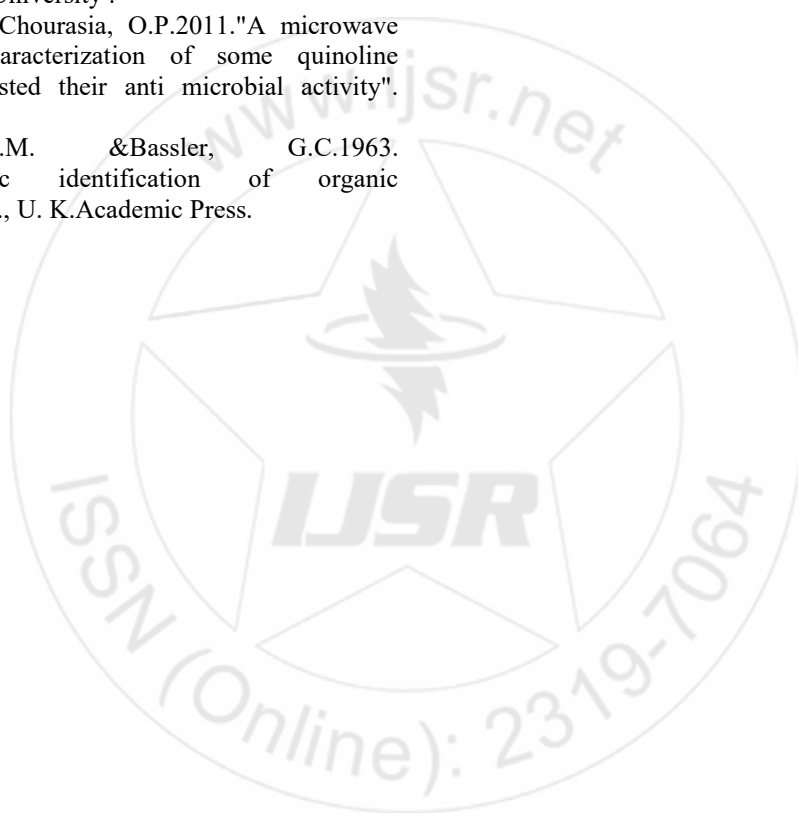 Chourasia, O.P.2011."A microwave
aracterization of some quinoline
sted their anti microbial activity".
.M. &Bassler, G.C.1963.
c identification of organic
., U. K.Academic Press.
www.ijsr.net
IJSR
ISSN (Online): 2319-7064